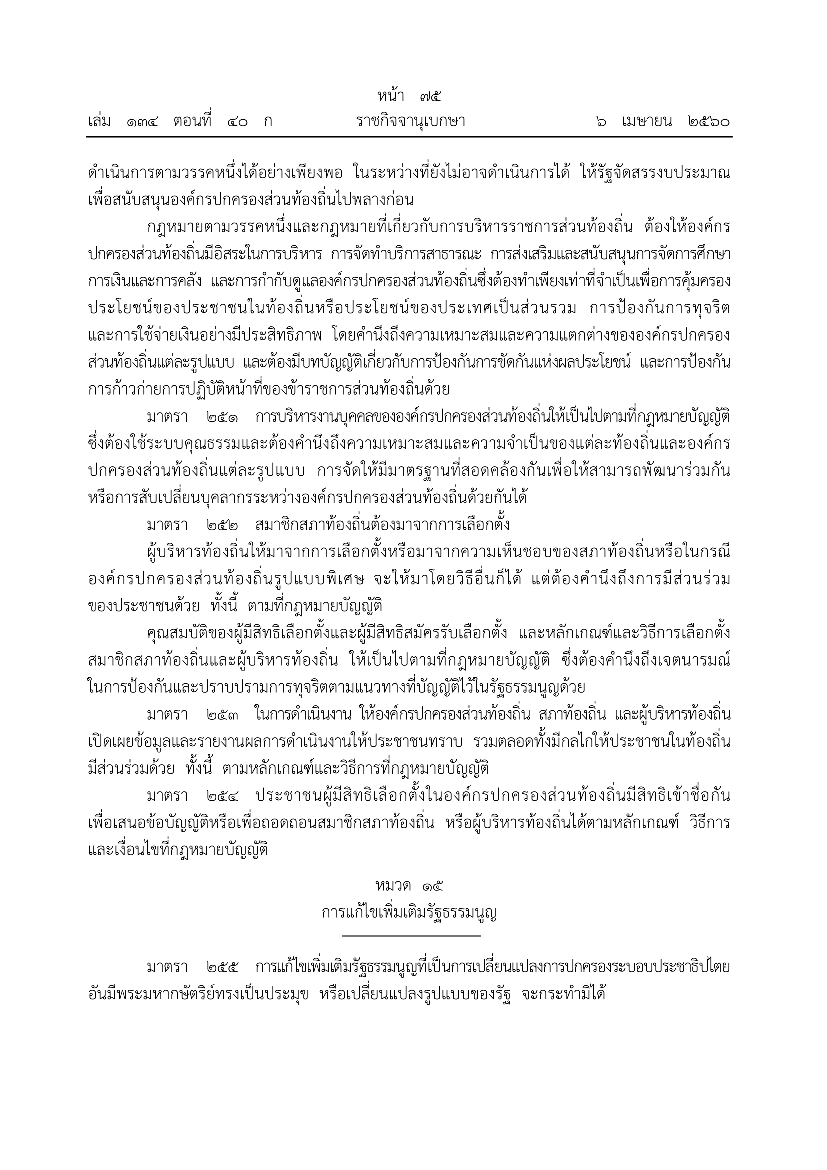 หน้า ๗๕
เล่ม ๑๓๔ ตอนที่ ๔๐ ก ราชกิจจานุเบกษา ๖ เมษายน ๒๕๖๐
ดำเนินการตามวรรคหนึ่งได้อย่างเพียงพอ ในระหว่างที่ยังไม่อาจดำเนินการได้ ให้รัฐจัดสรรงบประมาณ
เพื่อสนับสนุนองค์กรปกครองส่วนท้องถิ่นไปพลางก่อน
กฎหมายตามวรรคหนึ่งและกฎหมายที่เกี่ยวกับการบริหารราชการส่วนท้องถิ่น ต้องให้องค์กร
ปกครองส่วนท้องถิ่นมีอิสระในการบริหาร การจัดทำบริการสาธารณะ การส่งเสริมและสนับสนุนการจัดการศึกษา
การเงินและการคลัง และการกำกับดูแลองค์กรปกครองส่วนท้องถิ่นซึ่งต้องทำเพียงเท่าที่จำเป็นเพื่อการคุ้มครอง
ประโยชน์ของประชาชนในท้องถิ่นหรือประโยชน์ของประเทศเป็นส่วนรวม การป้องกันการทุจริต
และการใช้จ่ายเงินอย่างมีประสิทธิภาพ โดยคำนึงถึงความเหมาะสมและความแตกต่างขององค์กรปกครอง
ส่วนท้องถิ่นแต่ละรูปแบบ และต้องมีบทบัญญัติเกี่ยวกับการป้องกันการขัดกันแห่งผลประโยชน์ และการป้องกัน
การก้าวก่ายการปฏิบัติหน้าที่ของข้าราชการส่วนท้องถิ่นด้วย
มาตรา ๒๕๑ การบริหารงานบุคคลขององค์กรปกครองส่วนท้องถิ่นให้เป็นไปตามที่กฎหมายบัญญัติ
ซึ่งต้องใช้ระบบคุณธรรมและต้องคำนึงถึงความเหมาะสมและความจำเป็นของแต่ละท้องถิ่นและองค์กร
ปกครองส่วนท้องถิ่นแต่ละรูปแบบ การจัดให้มีมาตรฐานที่สอดคล้องกันเพื่อให้สามารถพัฒนาร่วมกัน
หรือการสับเปลี่ยนบุคลากรระหว่างองค์กรปกครองส่วนท้องถิ่นด้วยกันได้
มาตรา ๒๕๒ สมาชิกสภาท้องถิ่นต้องมาจากการเลือกตั้ง
ผู้บริหารท้องถิ่นให้มาจากการเลือกตั้งหรือมาจากความเห็นชอบของสภาท้องถิ่นหรือในกรณี
องค์กรปกครองส่วนท้องถิ่นรูปแบบพิเศษ จะให้มาโดยวิธีอื่นก็ได้ แต่ต้องคำนึงถึงการมีส่วนร่วม
ของประชาชนด้วย ทั้งนี้ ตามที่กฎหมายบัญญัติ
คุณสมบัติของผู้มีสิทธิเลือกตั้งและผู้มีสิทธิสมัครรับเลือกตั้ง และหลักเกณฑ์และวิธีการเลือกตั้ง
สมาชิกสภาท้องถิ่นและผู้บริหารท้องถิ่น ให้เป็นไปตามที่กฎหมายบัญญัติ ซึ่งต้องคำนึงถึงเจตนารมณ์
ในการป้องกันและปราบปรามการทุจริตตามแนวทางที่บัญญัติไว้ในรัฐธรรมนูญด้วย
มาตรา ๒๕๓ ในการดำเนินงาน ให้องค์กรปกครองส่วนท้องถิ่น สภาท้องถิ่น และผู้บริหารท้องถิ่น
เปิดเผยข้อมูลและรายงานผลการดำเนินงานให้ประชาชนทราบ รวมตลอดทั้งมีกลไกให้ประชาชนในท้องถิ่น
มีส่วนร่วมด้วย ทั้งนี้ ตามหลักเกณฑ์และวิธีการที่กฎหมายบัญญัติ
มาตรา ๒๕๔ ประชาชนผู้มีสิทธิเลือกตั้งในองค์กรปกครองส่วนท้องถิ่นมีสิทธิเข้าชื่อกัน
เพื่อเสนอข้อบัญญัติหรือเพื่อถอดถอนสมาชิกสภาท้องถิ่น หรือผู้บริหารท้องถิ่นได้ตามหลักเกณฑ์ วิธีการ
และเงื่อนไขที่กฎหมายบัญญัติ
หมวด ๑๕
การแก้ไขเพิ่มเติมรัฐธรรมนูญ
มาตรา ๒๕๕ การแก้ไขเพิ่มเติมรัฐธรรมนูญที่เป็นการเปลี่ยนแปลงการปกครองระบอบประชาธิปไตย
อันมีพระมหากษัตริย์ทรงเป็นประมุข หรือเปลี่ยนแปลงรูปแบบของรัฐ จะกระทำมิได้